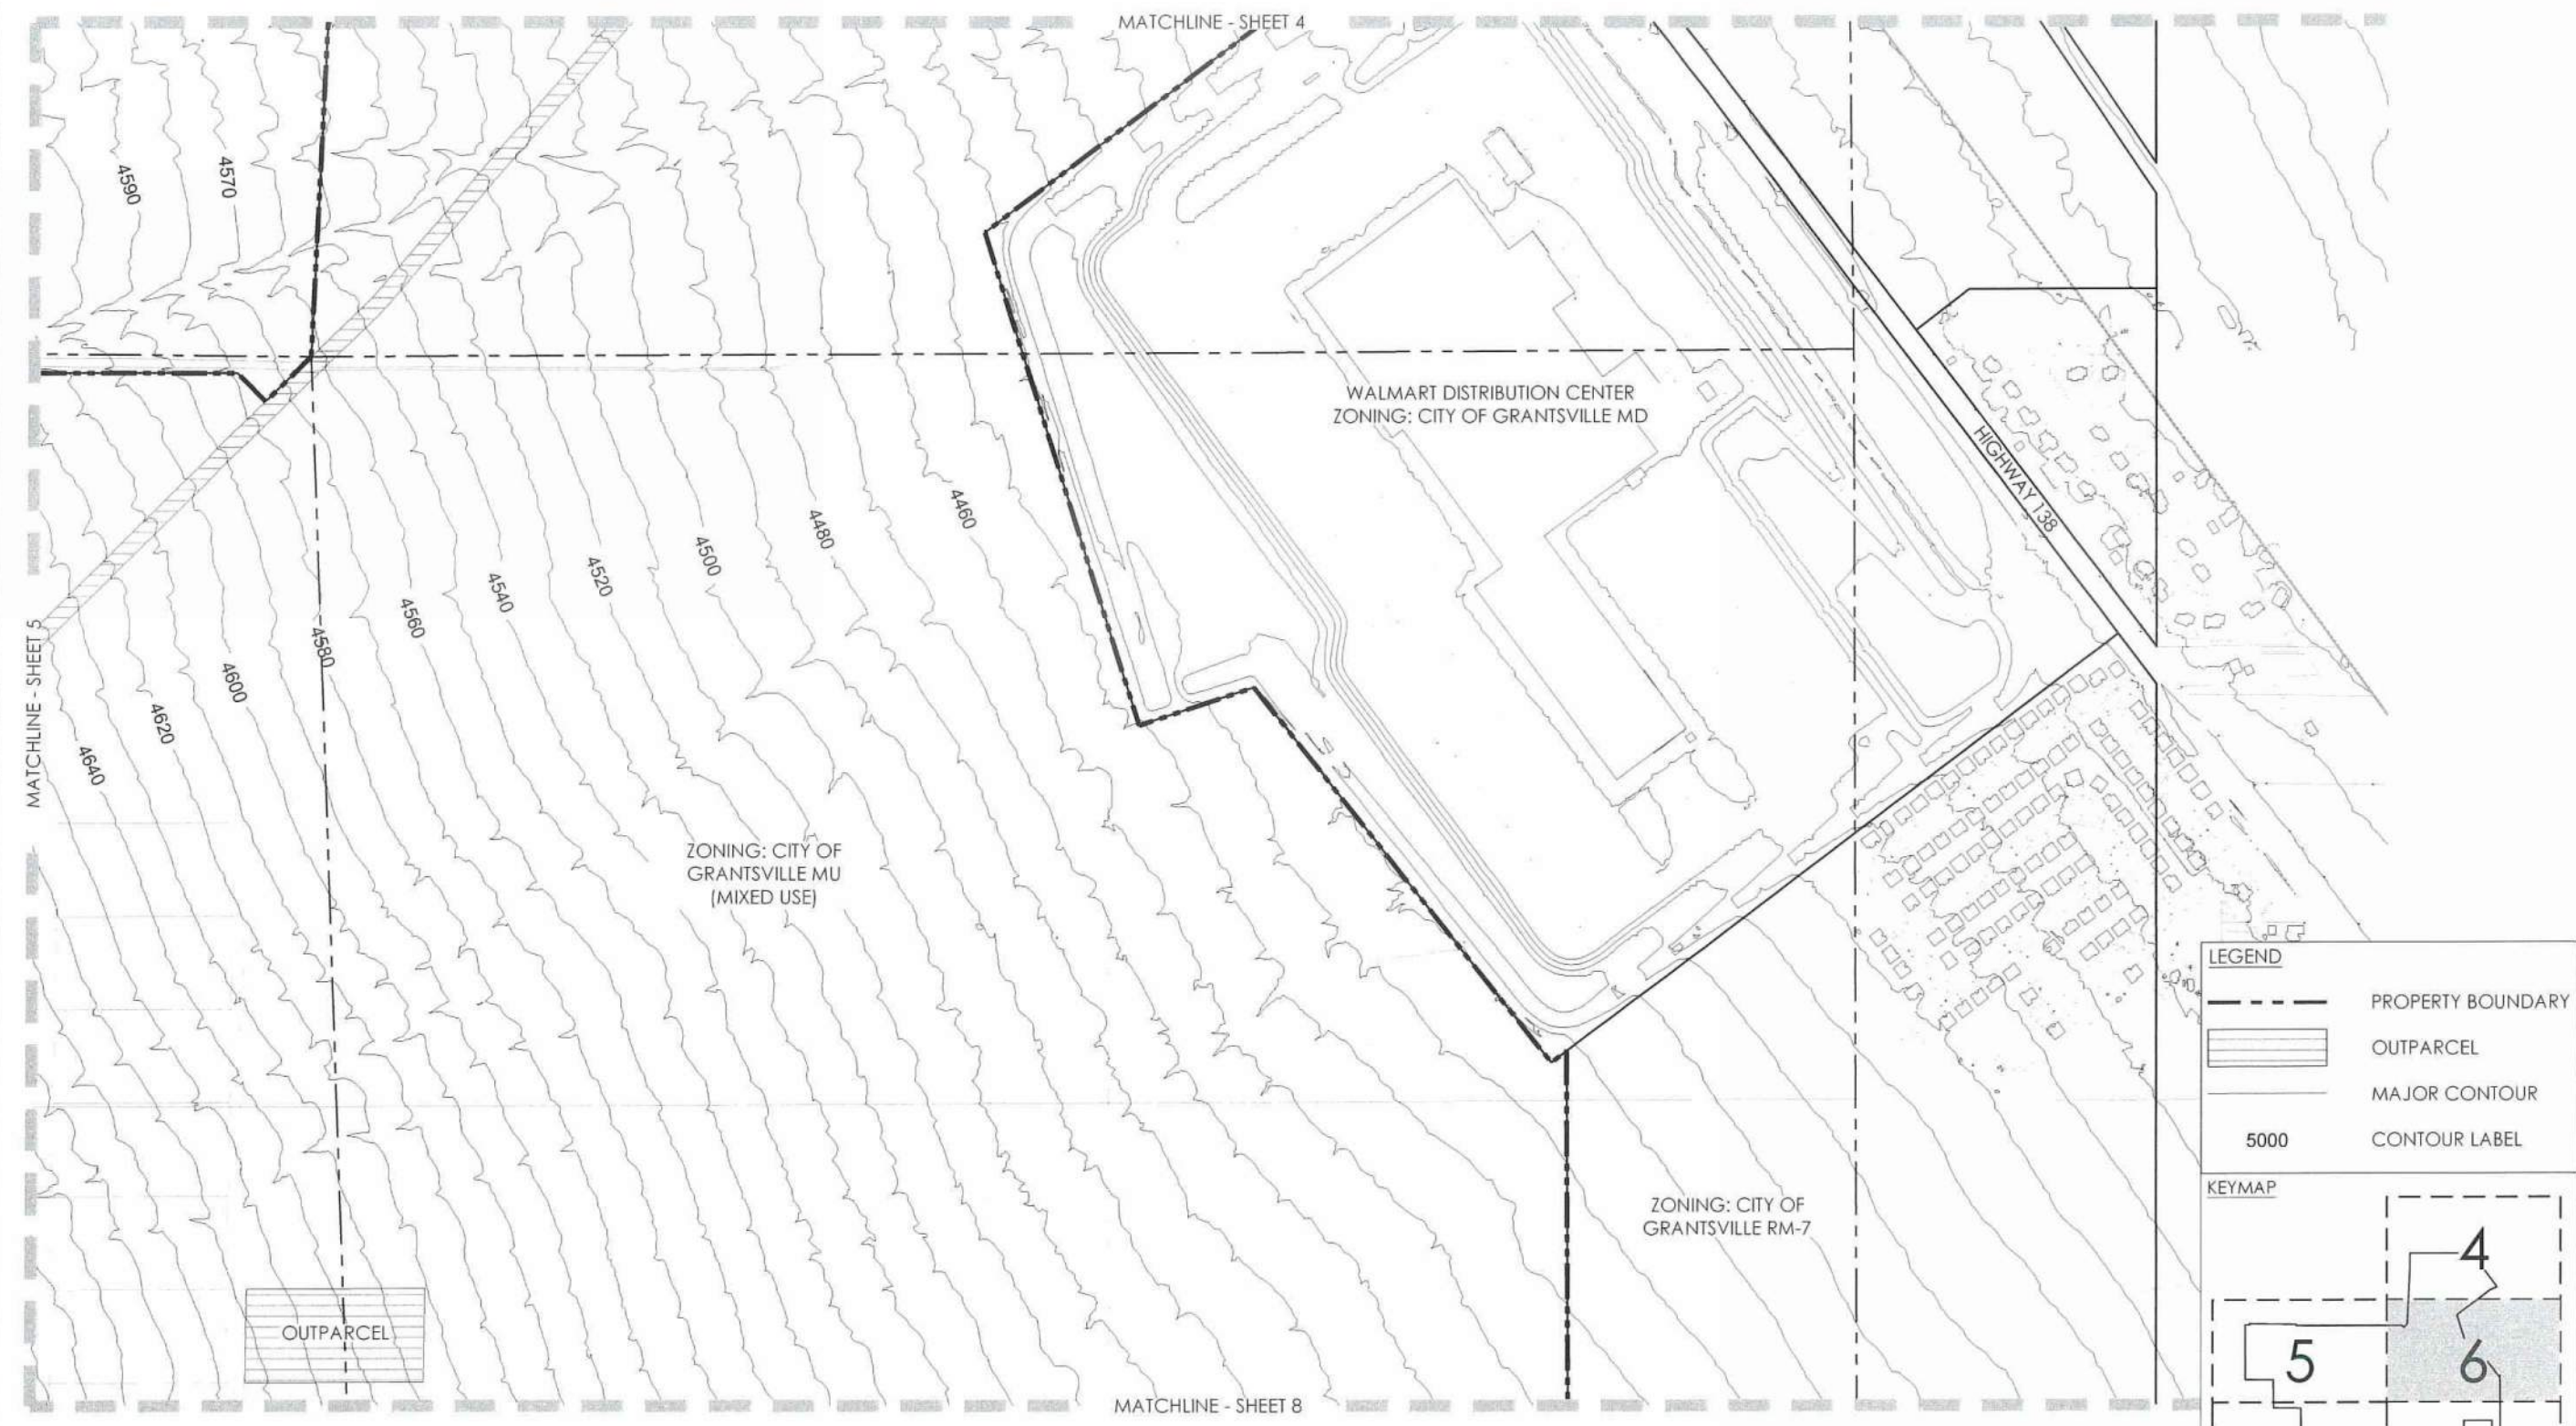 MATCHLINE - SHEET 4
4590
4570
WALMART DISTRIBUTION CENTER
ZONING: CITY OF GRANTSVILLE MD
HIGHWAY 138
4460
4480
4500
4520
4540
4560
4580
4600
4620
4640
MATCHLINE - SHEET 5
ZONING: CITY OF
GRANTSVILLE MU
(MIXED USE)
ZONING: CITY OF
GRANTSVILLE RM-7
OUTPARCEL
MATCHLINE - SHEET 8
LEGEND
PROPERTY BOUNDARY
OUTPARCEL
MAJOR CONTOUR
5000 CONTOUR LABEL
KEYMAP
4
5
6